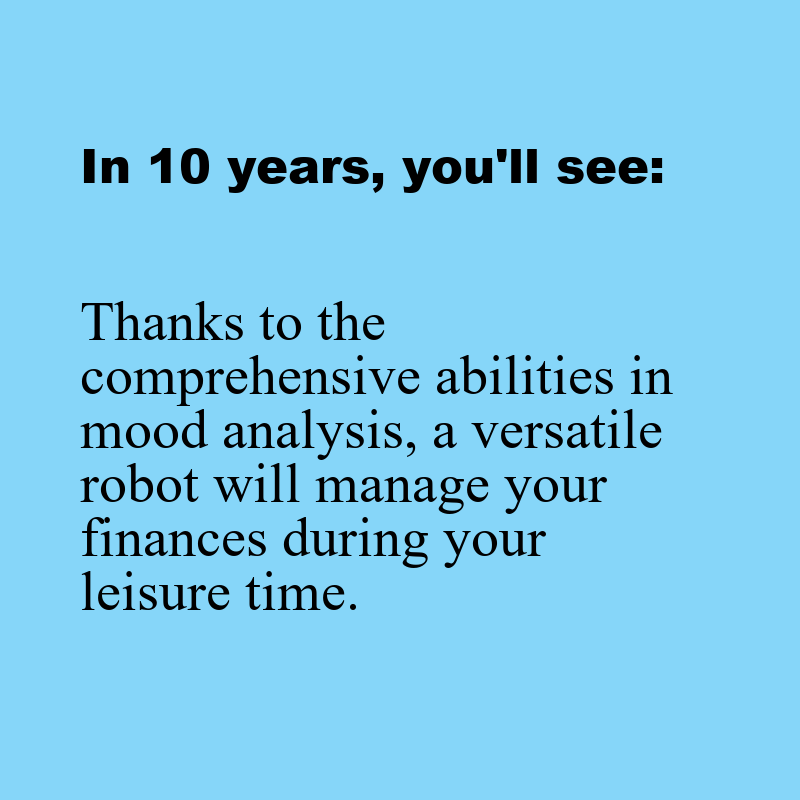 In 10 years, you'll see:
Thanks to the
comprehensive abilities in
mood analysis, a versatile
robot will manage your
finances during your
leisure time.